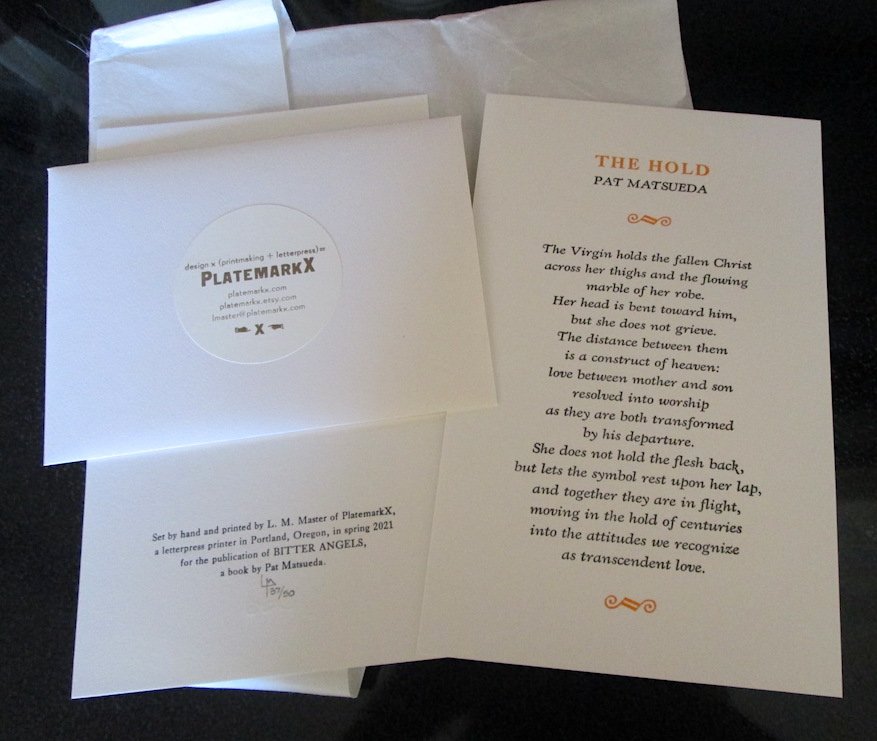 design x (printmaking + letterpress)=
PLATEMARKX
platemarkx.com
platemarkx.etsy.com
lmaster@platemarkx.com
X
Set by hand and printed by L. M. Master of PlatemarkX,
a letterpress printer in Portland, Oregon, in spring 2021
for the publication of BITTER ANGELS,
a book by Pat Matsueda.
37/50
THE HOLD
PAT MATSUEDA
The Virgin holds the fallen Christ
across her thighs and the flowing
marble of her robe.
Her head is bent toward him,
but she does not grieve.
The distance between them
is a construct of heaven:
love between mother and son
resolved into worship
as they are both transformed
by his departure.
She does not hold the flesh back,
but lets the symbol rest upon her lap,
and together they are in flight,
moving in the hold of centuries
into the attitudes we recognize
as transcendent love.